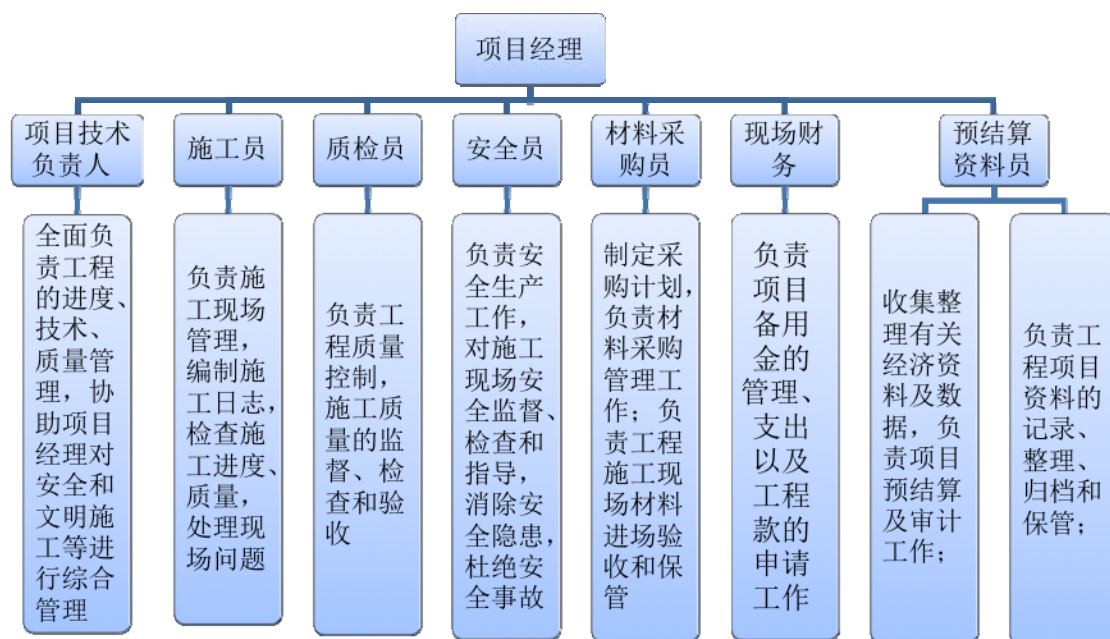 项目经理
项目技术
负责人
施工员
质检员
安全员
材料采
购员
现场财
务
预结算
资料员
全面负
责工程
的进度、
技术、
质量管
理，协
助项目
经理对
安全和
文明施
工等进
行综合
管理
负责施
工现场
管理，
编制施
工日志，
检查施
工进度、
质量，
处理现
场问题
负责工
程质量
控制，
施工质
量的监
督、检
查和验
收
负责安
全生产
工作，
对施工
现场安
全监督、
检查和
指导，
消除安
全隐患，
杜绝安
全事故
制定采
购计划，
负责材
料采购
管理工
作；负
责工程
施工现
场材料
进场验
收和保
管
负责
项目
备用
金的
管理、
支出
以及
工程
款的
申请
工作
收集整
理有关
经济资
料及数
据，负
责项目
预结算
及审计
工作；
负责工
程项目
资料的
记录、
整理、
归档和
保管；